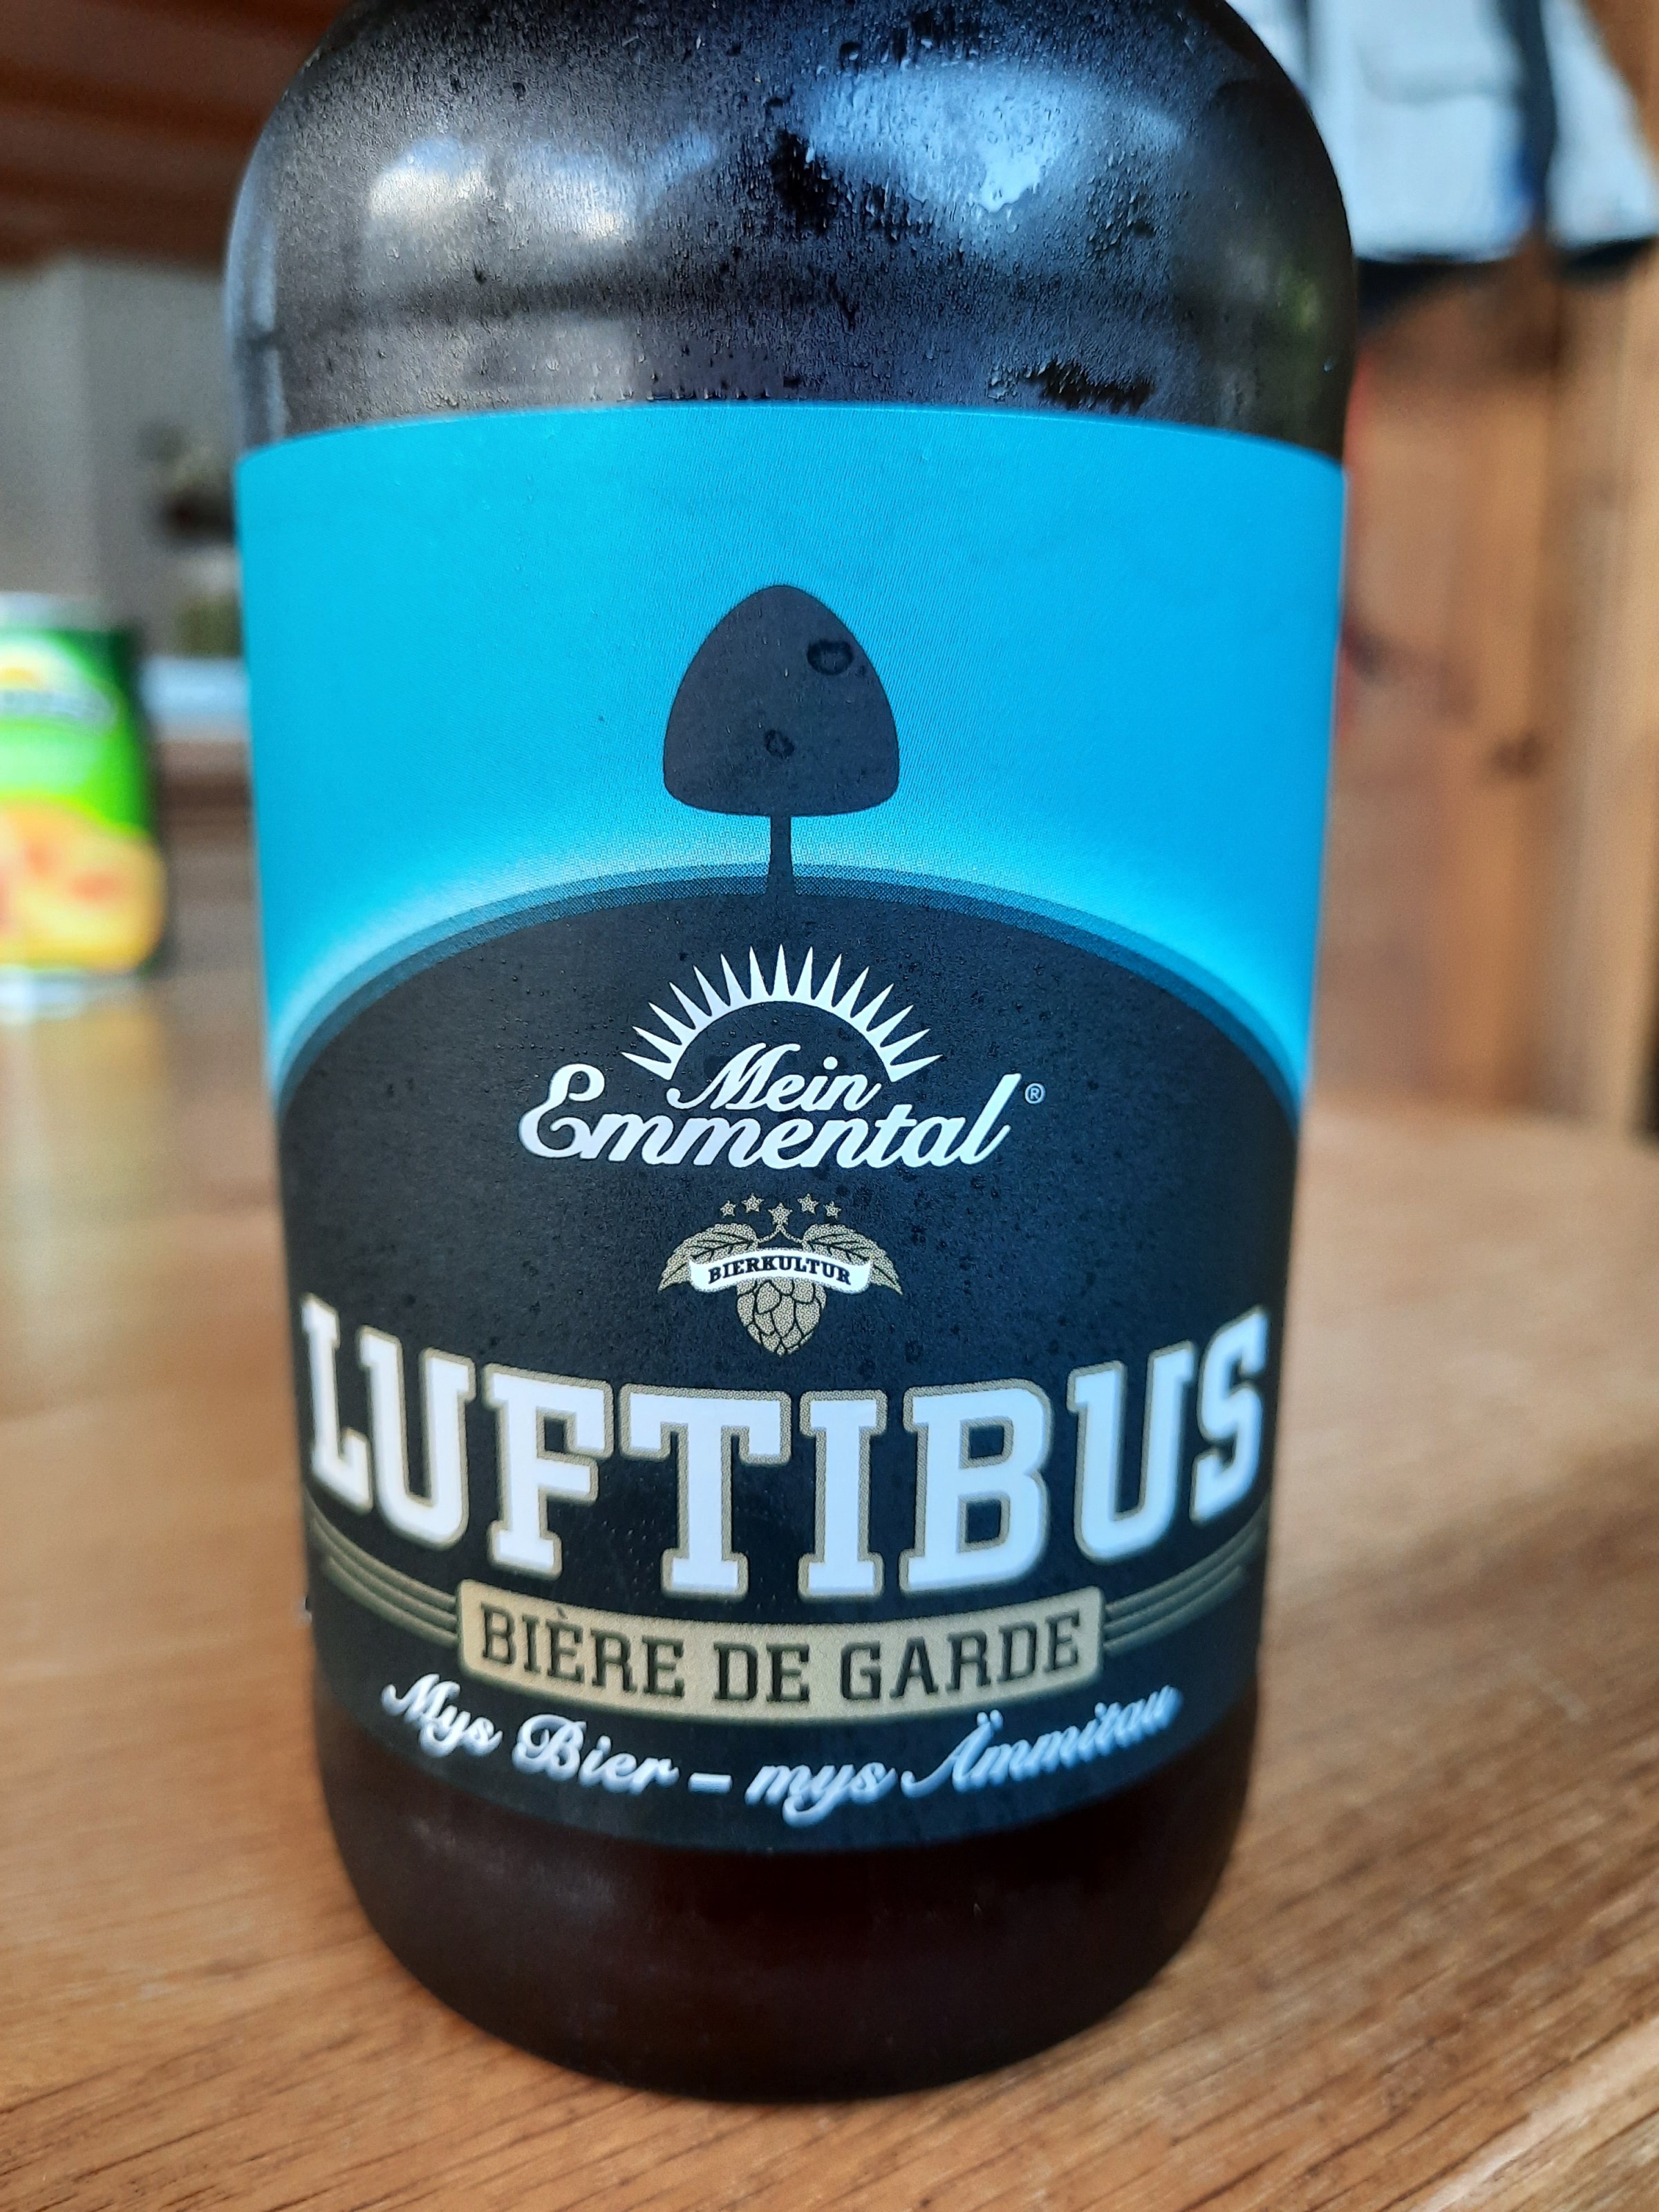 Mein
Emmental®
BIERKULTUR
LUFTIBUS
BIÈRE DE GARDE
Mys Bier – mys Ämmitau